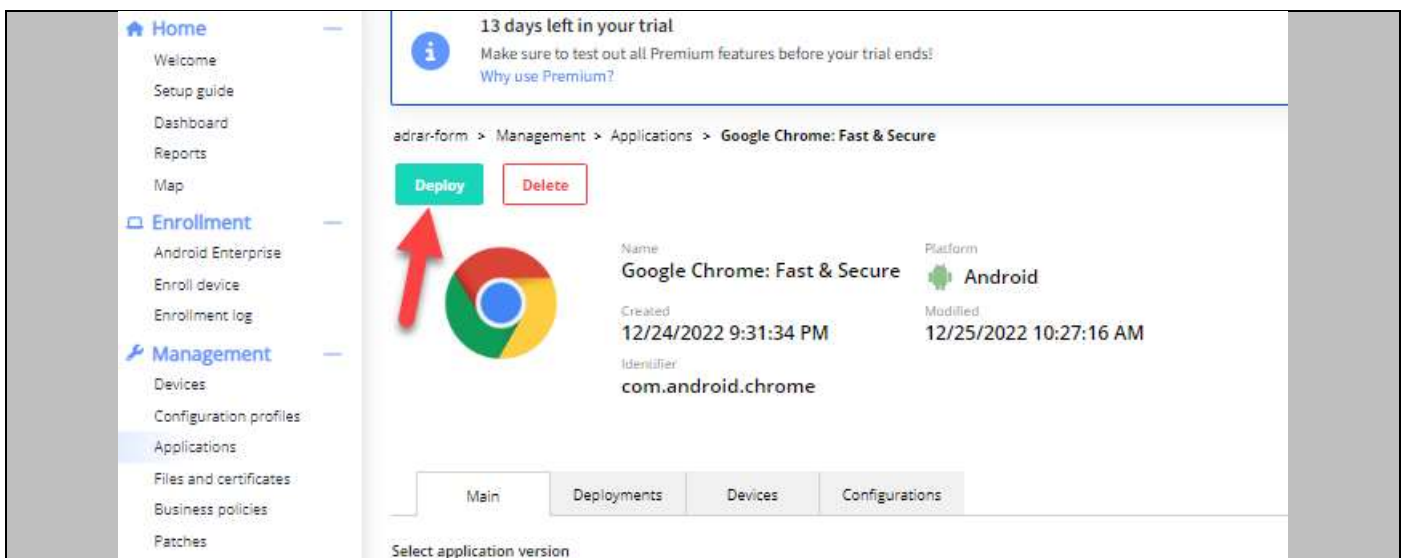 Home
Welcome
Setup guide
Dashboard
Reports
Map
Enrollment
Android Enterprise
Enroll device
Enrollment log
Management
Devices
Configuration profiles
Applications
Files and certificates
Business policies
Patches
13 days left in your trial
Make sure to test out all Premium features before your trial ends!
Why use Premium?
adrar-form > Management > Applications > Google Chrome: Fast & Secure
Deploy Delete
Name Platform
Google Chrome: Fast & Secure Android
Created Modified
12/24/2022 9:31:34 PM 12/25/2022 10:27:16 AM
Identifier
com.android.chrome
Main Deployments Devices Configurations
Select application version